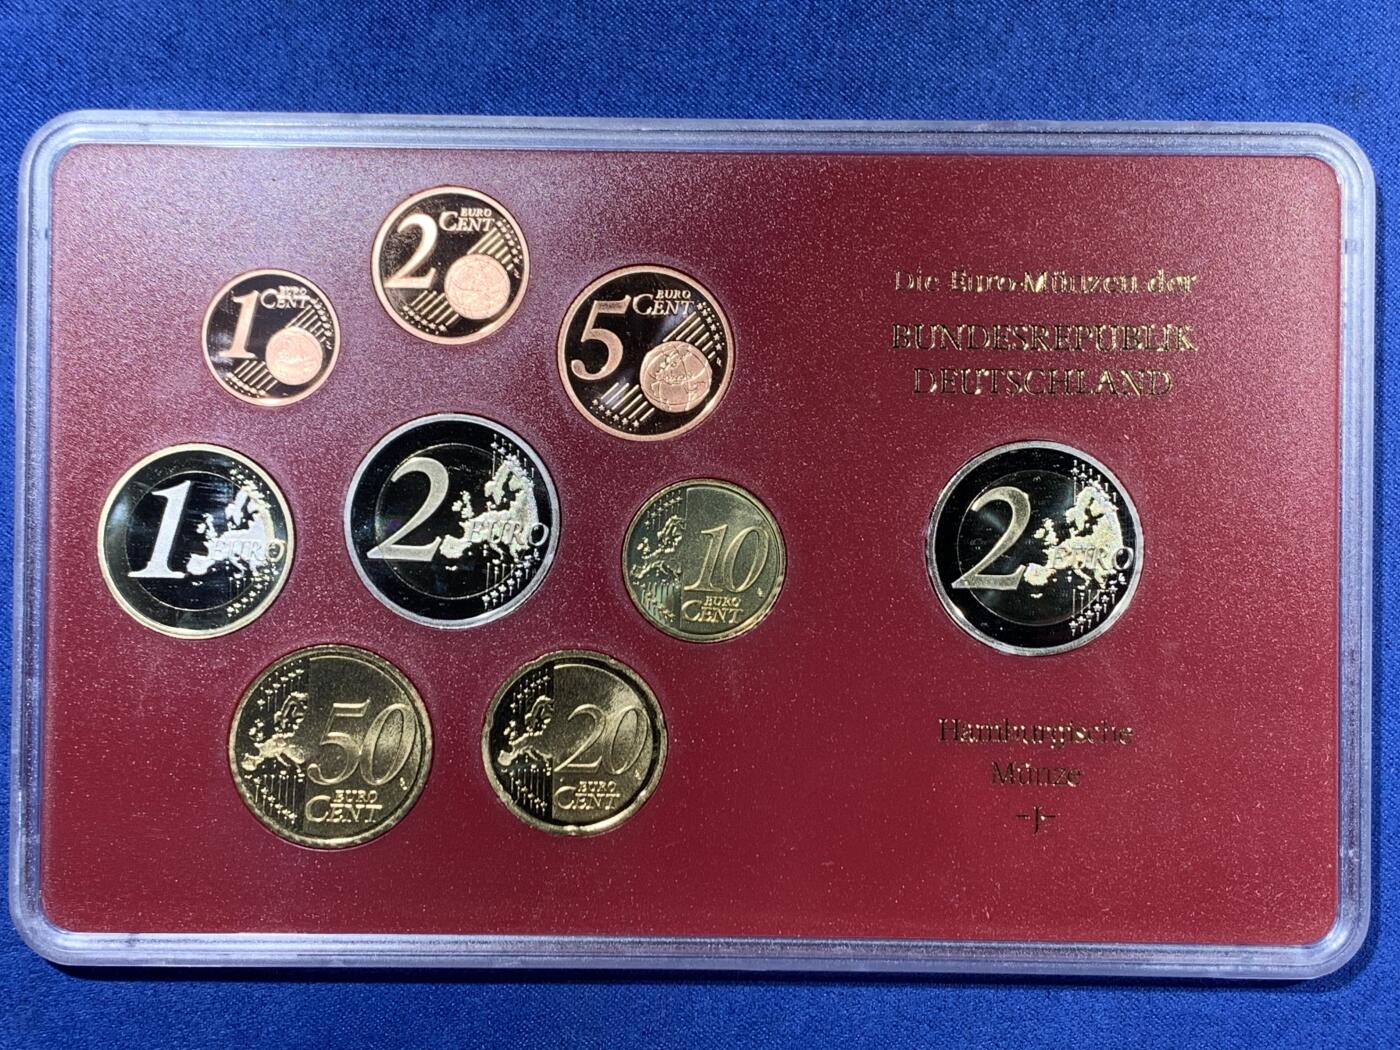 2 EURO CENT
1 EURO CENT
5 EURO CENT
Die Euro-Münzen der
BUNDESREPUBLIK
DEUTSCHLAND
1 EURO
2 EURO
10 EURO CENT
2 EURO
50 EURO CENT
20 EURO CENT
Hamburgische
Münze
-J-